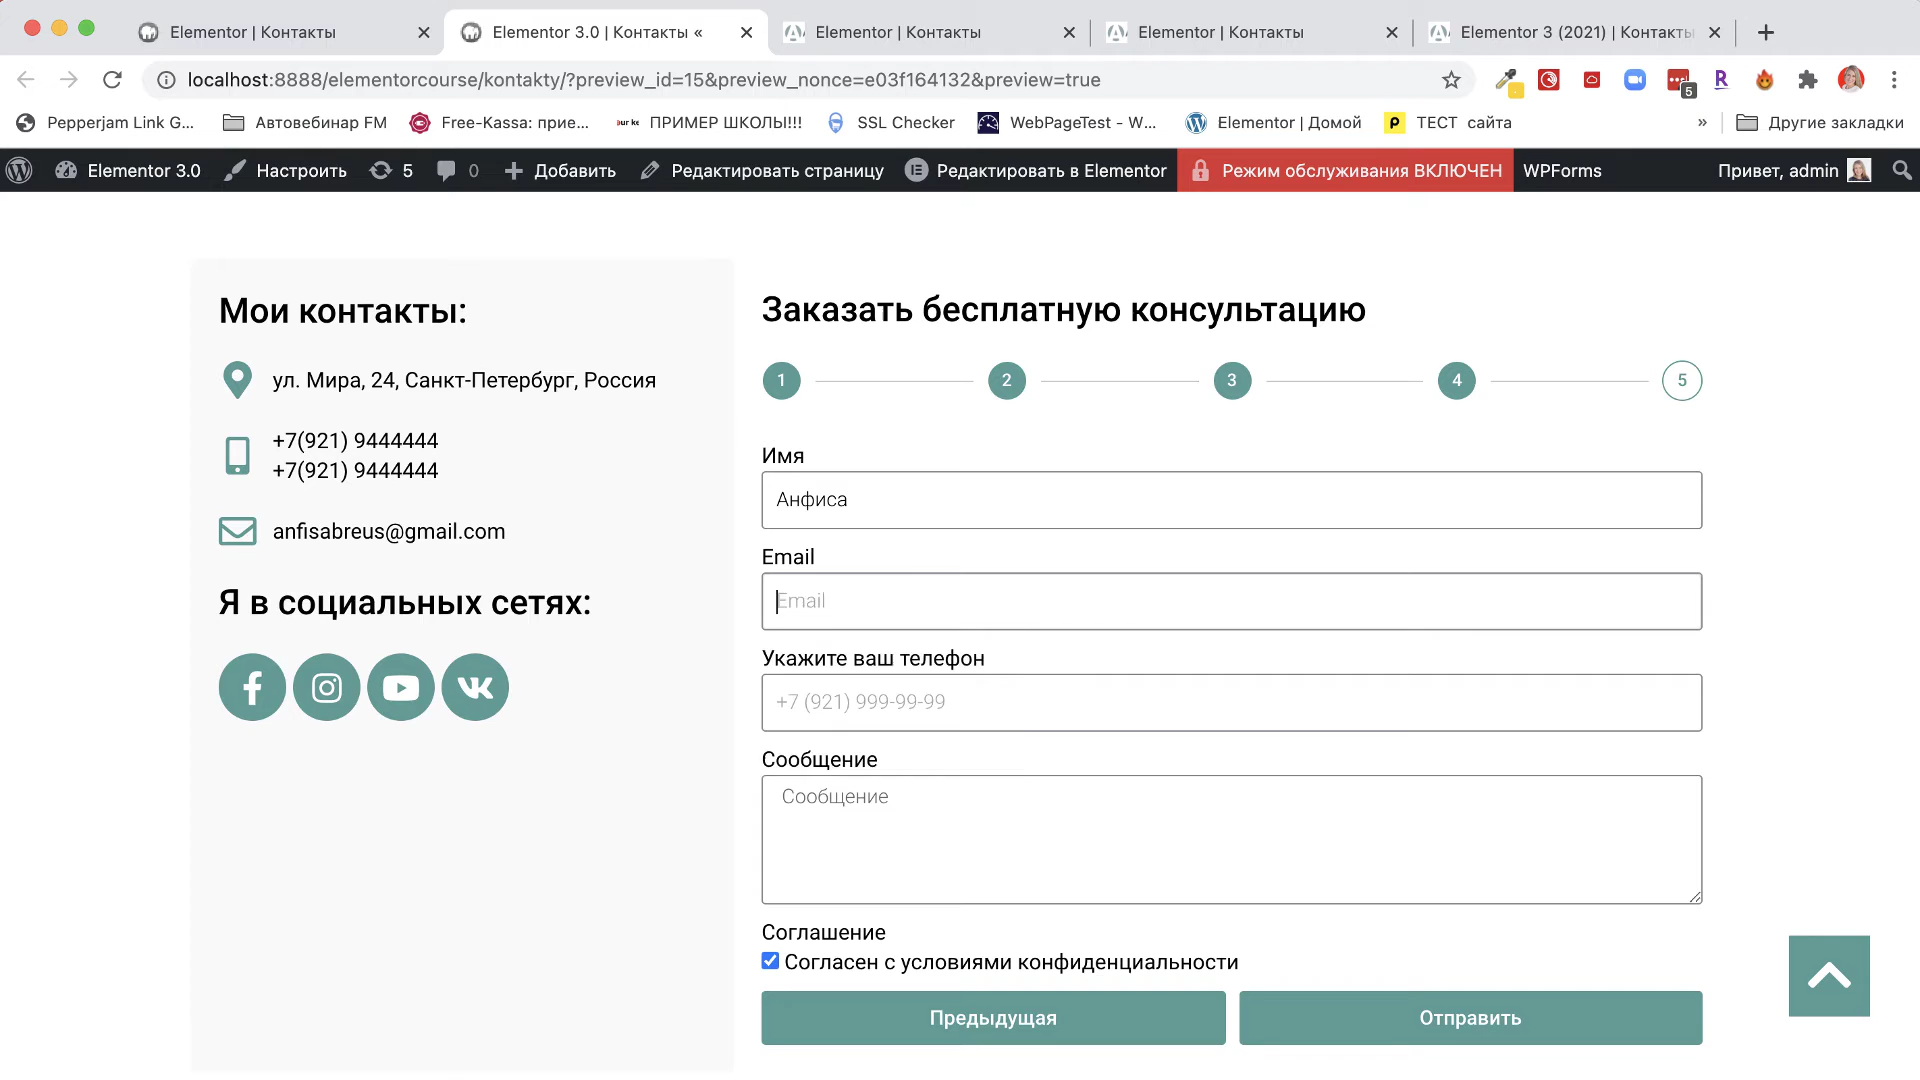 Elementor | Контакты
Elementor 3.0 | Контакты «
Elementor | Контакты
Elementor | Контакты
Elementor 3 (2021) | Контакты
localhost:8888/elementorcourse/kontakty/?preview_id=15&preview_nonce=e03f164132&preview=true
5
Pepperjam Link G...
Автовебинар FM
Free-Kassa: прие...
ПРИМЕР ШКОЛЫ!!!
SSL Checker
WebPageTest - W...
Elementor | Домой
ТЕСТ сайта
»
Другие закладки
Elementor 3.0
Настроить
5
0
Добавить
Редактировать страницу
Редактировать в Elementor
Режим обслуживания ВКЛЮЧЕН
WPForms
Привет, admin
Мои контакты:
ул. Мира, 24, Санкт-Петербург, Россия
+7(921) 9444444
+7(921) 9444444
anfisabreus@gmail.com
Я в социальных сетях:
Заказать бесплатную консультацию
1 2 3 4 5
Имя
Анфиса
Email
Email
Укажите ваш телефон
+7 (921) 999-99-99
Сообщение
Сообщение
Соглашение
Согласен с условиями конфиденциальности
Предыдущая
Отправить